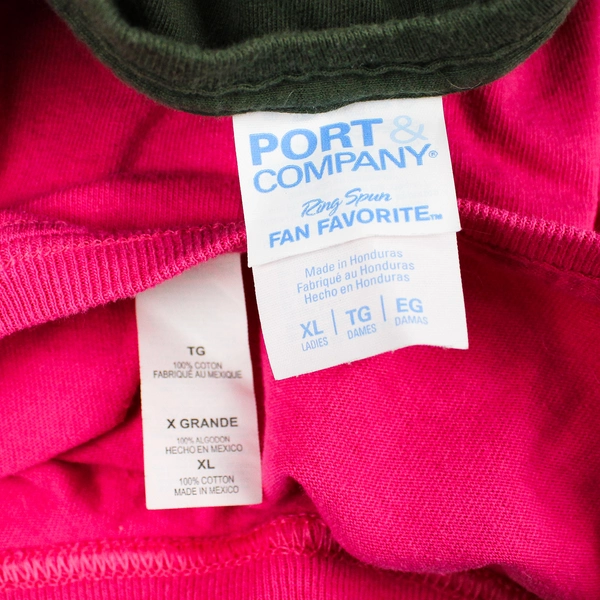 PORT &
COMPANY®
Ring Spun
FAN FAVORITE™
Made in Honduras
Fabriqué au Honduras
Hecho en Honduras
XL | TG | EG
LADIES DAMES DAMAS
TG
100% COTON
FABRIQUÉ AU MEXIQUE
X GRANDE
100% ALGODON
HECHO EN MEXICO
XL
100% COTTON
MADE IN MEXICO